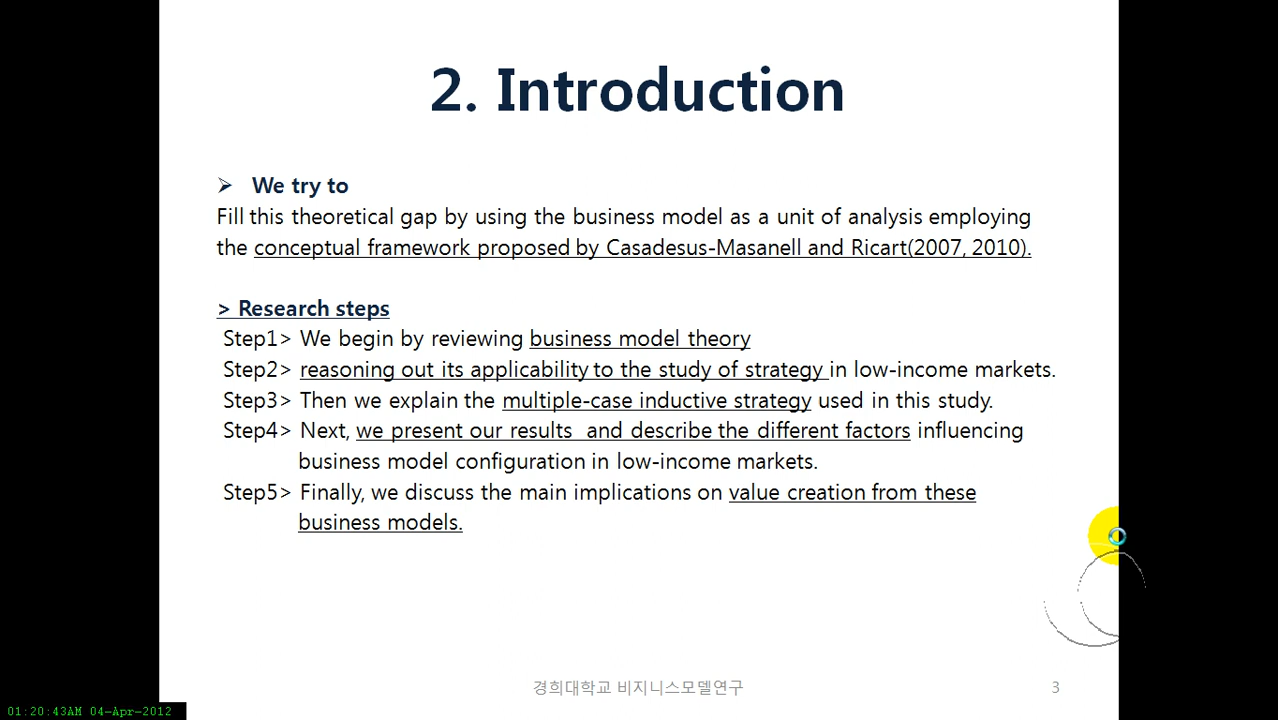 2. Introduction
➢ We try to
Fill this theoretical gap by using the business model as a unit of analysis employing
the conceptual framework proposed by Casadesus-Masanell and Ricart(2007, 2010).
> Research steps
Step1> We begin by reviewing business model theory
Step2> reasoning out its applicability to the study of strategy in low-income markets.
Step3> Then we explain the multiple-case inductive strategy used in this study.
Step4> Next, we present our results and describe the different factors influencing
business model configuration in low-income markets.
Step5> Finally, we discuss the main implications on value creation from these
business models.
경희대학교 비지니스모델연구
3
01:20:43AM 04-Apr-2012